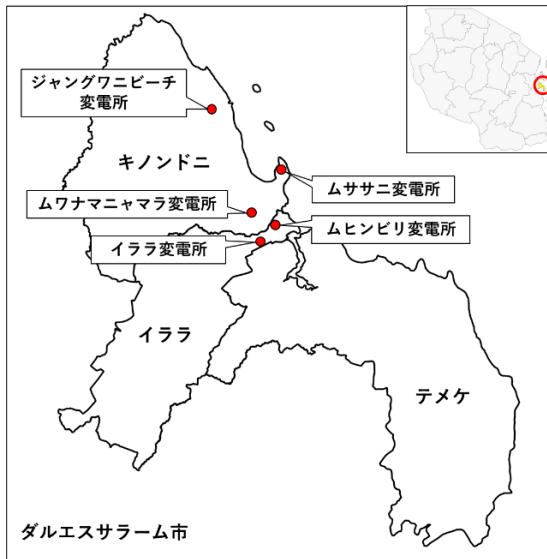 ジャングワニビーチ
変電所
キノンドニ
ムササニ変電所
ムワナマニャマラ変電所
ムヒンビリ変電所
イララ変電所
イララ
テメケ
ダルエスサラーム市